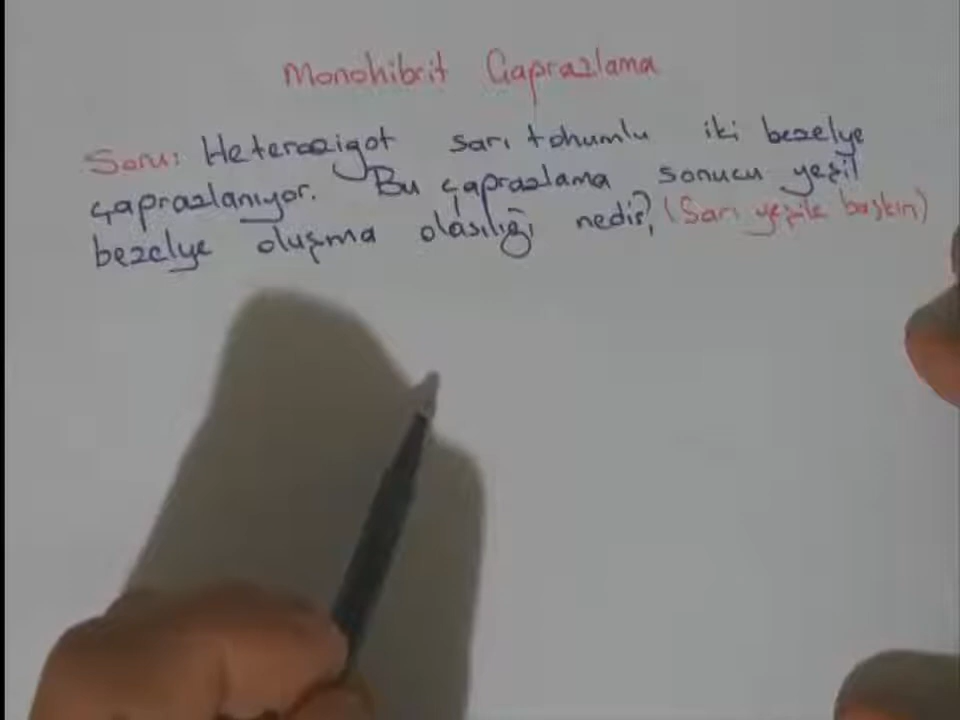 Monohibrit Çaprazlama
Soru: Heterozigot sarı tohumlu iki bezelye
çaprazlanıyor. Bu çaprazlama sonucu yeşil
bezelye oluşma olasılığı nedir? (Sarı yeşile baskın)